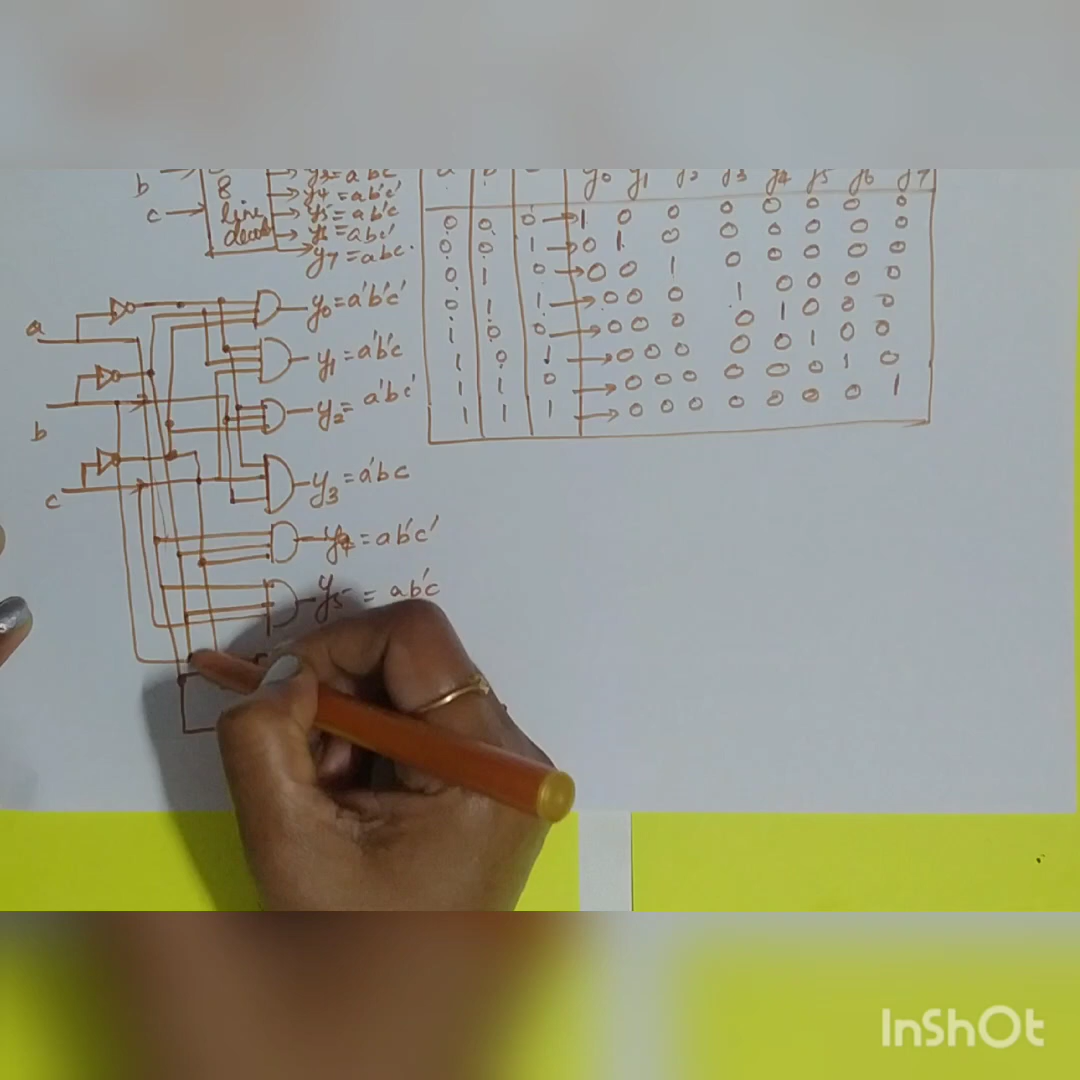 b
8
line
c
y4 = ab'c'
y5 = ab'c
y6 = abc'
y7 = abc
y0 y1 y2 y3 y4 y5 y6 y7
0 0 0 → 1 0 0 0 0 0 0 0
0 0 1 → 0 1 0 0 0 0 0 0
0 1 0 → 0 0 1 0 0 0 0 0
0 1 1 → 0 0 0 1 0 0 0 0
1 0 0 → 0 0 0 0 1 0 0 0
1 0 1 → 0 0 0 0 0 1 0 0
1 1 0 → 0 0 0 0 0 0 1 0
1 1 1 → 0 0 0 0 0 0 0 1
a
b
c
y0 = a'b'c'
y1 = a'b'c
y2 = a'bc'
y3 = a'bc
y4 = ab'c'
y5 = ab'c
InShOt